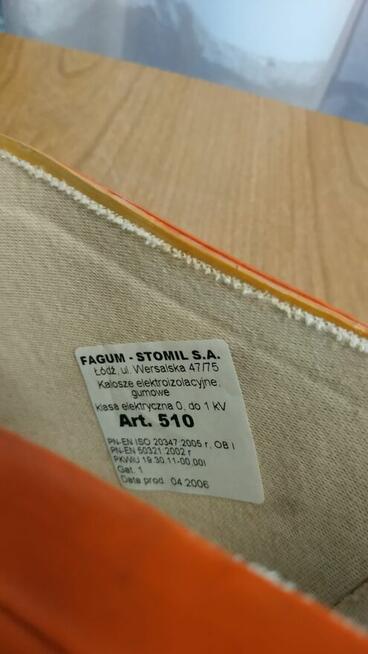 FAGUM - STOMIL S.A.
Łódź, ul. Wersalska 47/75
Kalosze elektroizolacyjne,
gumowe
klasa elektryczna 0, do 1 kV
Art. 510
PN-EN ISO 20347:2005 r., OB I
PN-EN 50321:2002 r
PKWiU 19.30.11-00.00I
Gat. 1
Data prod. 04.2006